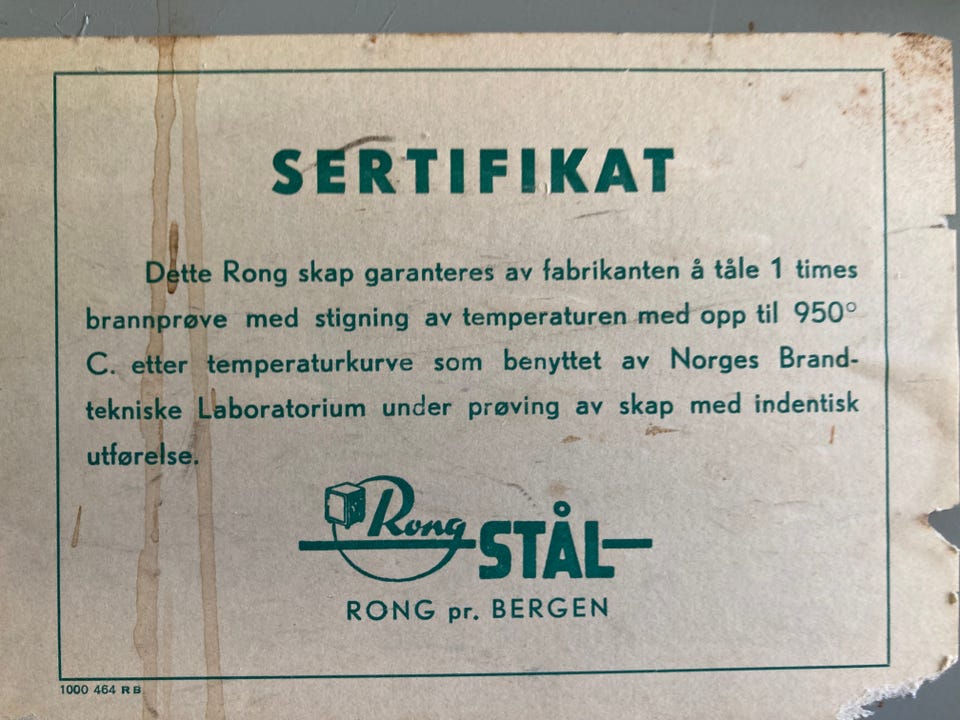 SERTIFIKAT
Dette Rong skap garanteres av fabrikanten å tåle 1 times
brannprøve med stigning av temperaturen med opp til 950°
C. etter temperaturkurve som benyttet av Norges Brand-
tekniske Laboratorium under prøving av skap med indentisk
utførelse.
Rong STÅL
RONG pr. BERGEN
1000 464 R B